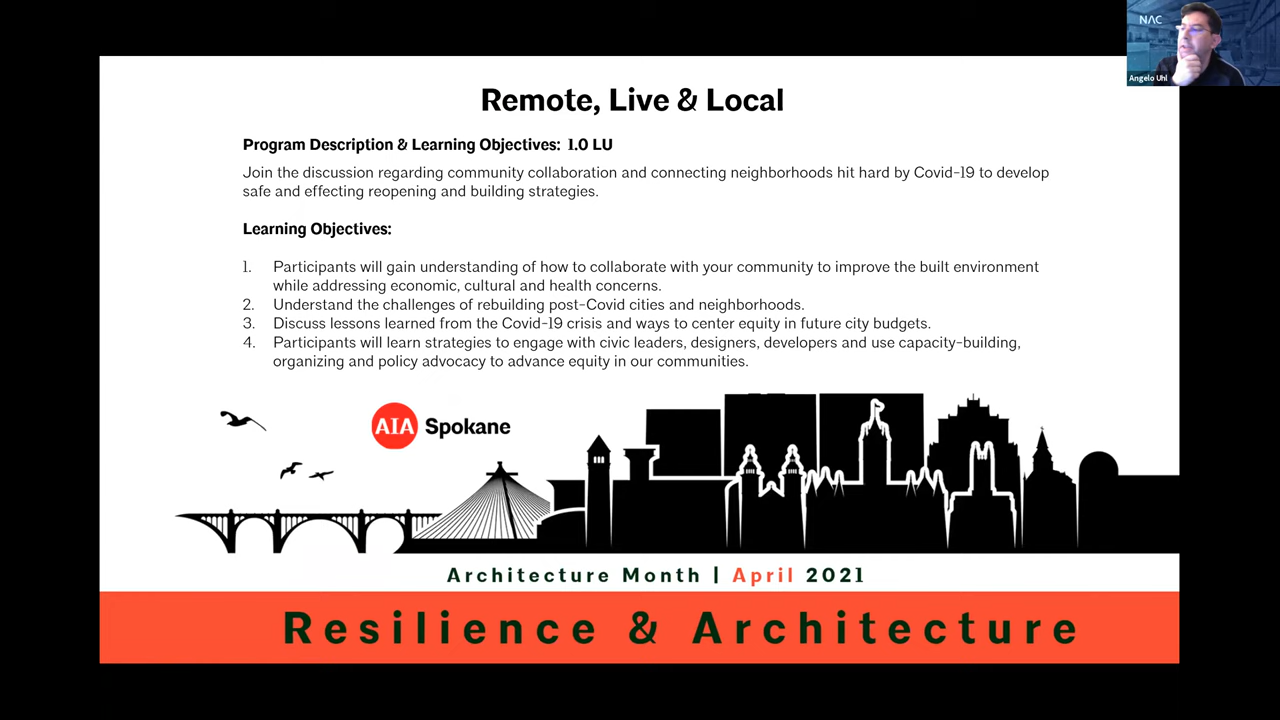 NAC
Angelo Uhl
Remote, Live & Local
Program Description & Learning Objectives: 1.0 LU
Join the discussion regarding community collaboration and connecting neighborhoods hit hard by Covid-19 to develop
safe and effecting reopening and building strategies.
Learning Objectives:
1. Participants will gain understanding of how to collaborate with your community to improve the built environment
while addressing economic, cultural and health concerns.
2. Understand the challenges of rebuilding post-Covid cities and neighborhoods.
3. Discuss lessons learned from the Covid-19 crisis and ways to center equity in future city budgets.
4. Participants will learn strategies to engage with civic leaders, designers, developers and use capacity-building,
organizing and policy advocacy to advance equity in our communities.
AIA Spokane
Architecture Month | April 2021
Resilience & Architecture